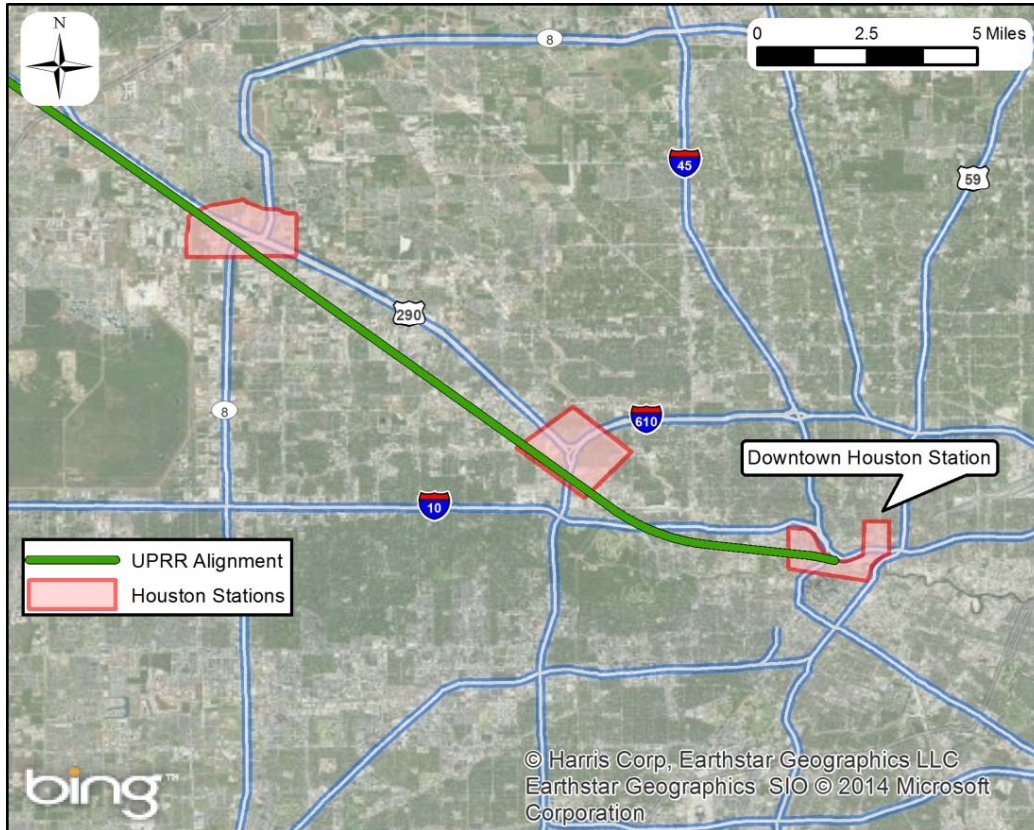 N
0 2.5 5 Miles
8
45
59
290
8
610
Downtown Houston Station
10
UPRR Alignment
Houston Stations
© Harris Corp, Earthstar Geographics LLC
Earthstar Geographics SIO © 2014 Microsoft
Corporation
bing™